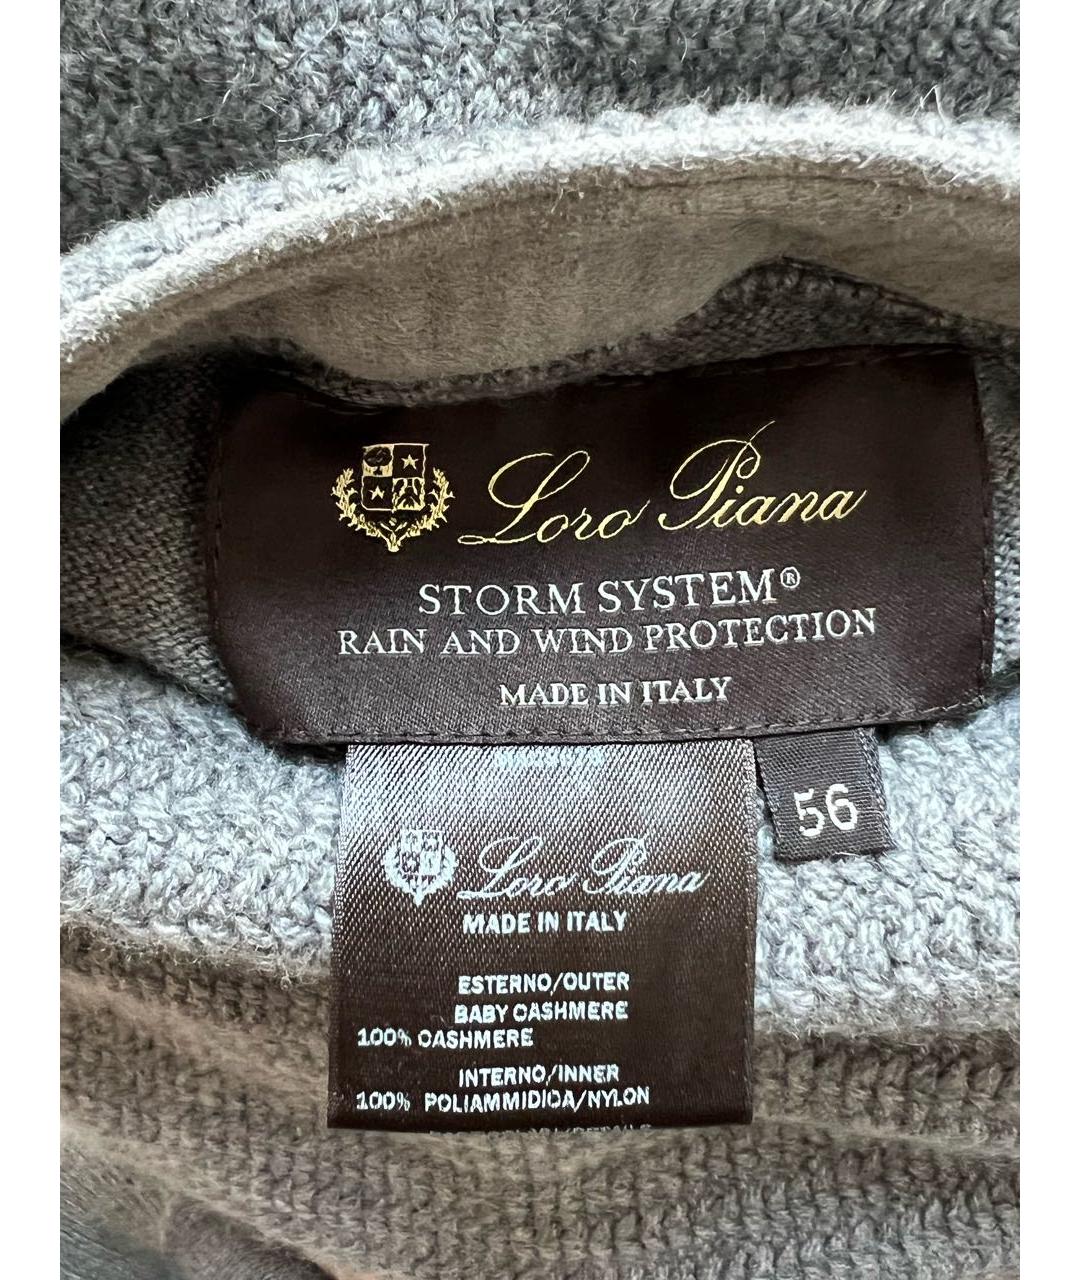 Loro Piana
STORM SYSTEM®
RAIN AND WIND PROTECTION
MADE IN ITALY
56
Loro Piana
MADE IN ITALY
ESTERNO/OUTER
BABY CASHMERE
100% CASHMERE
INTERNO/INNER
100% POLIAMMIDICA/NYLON